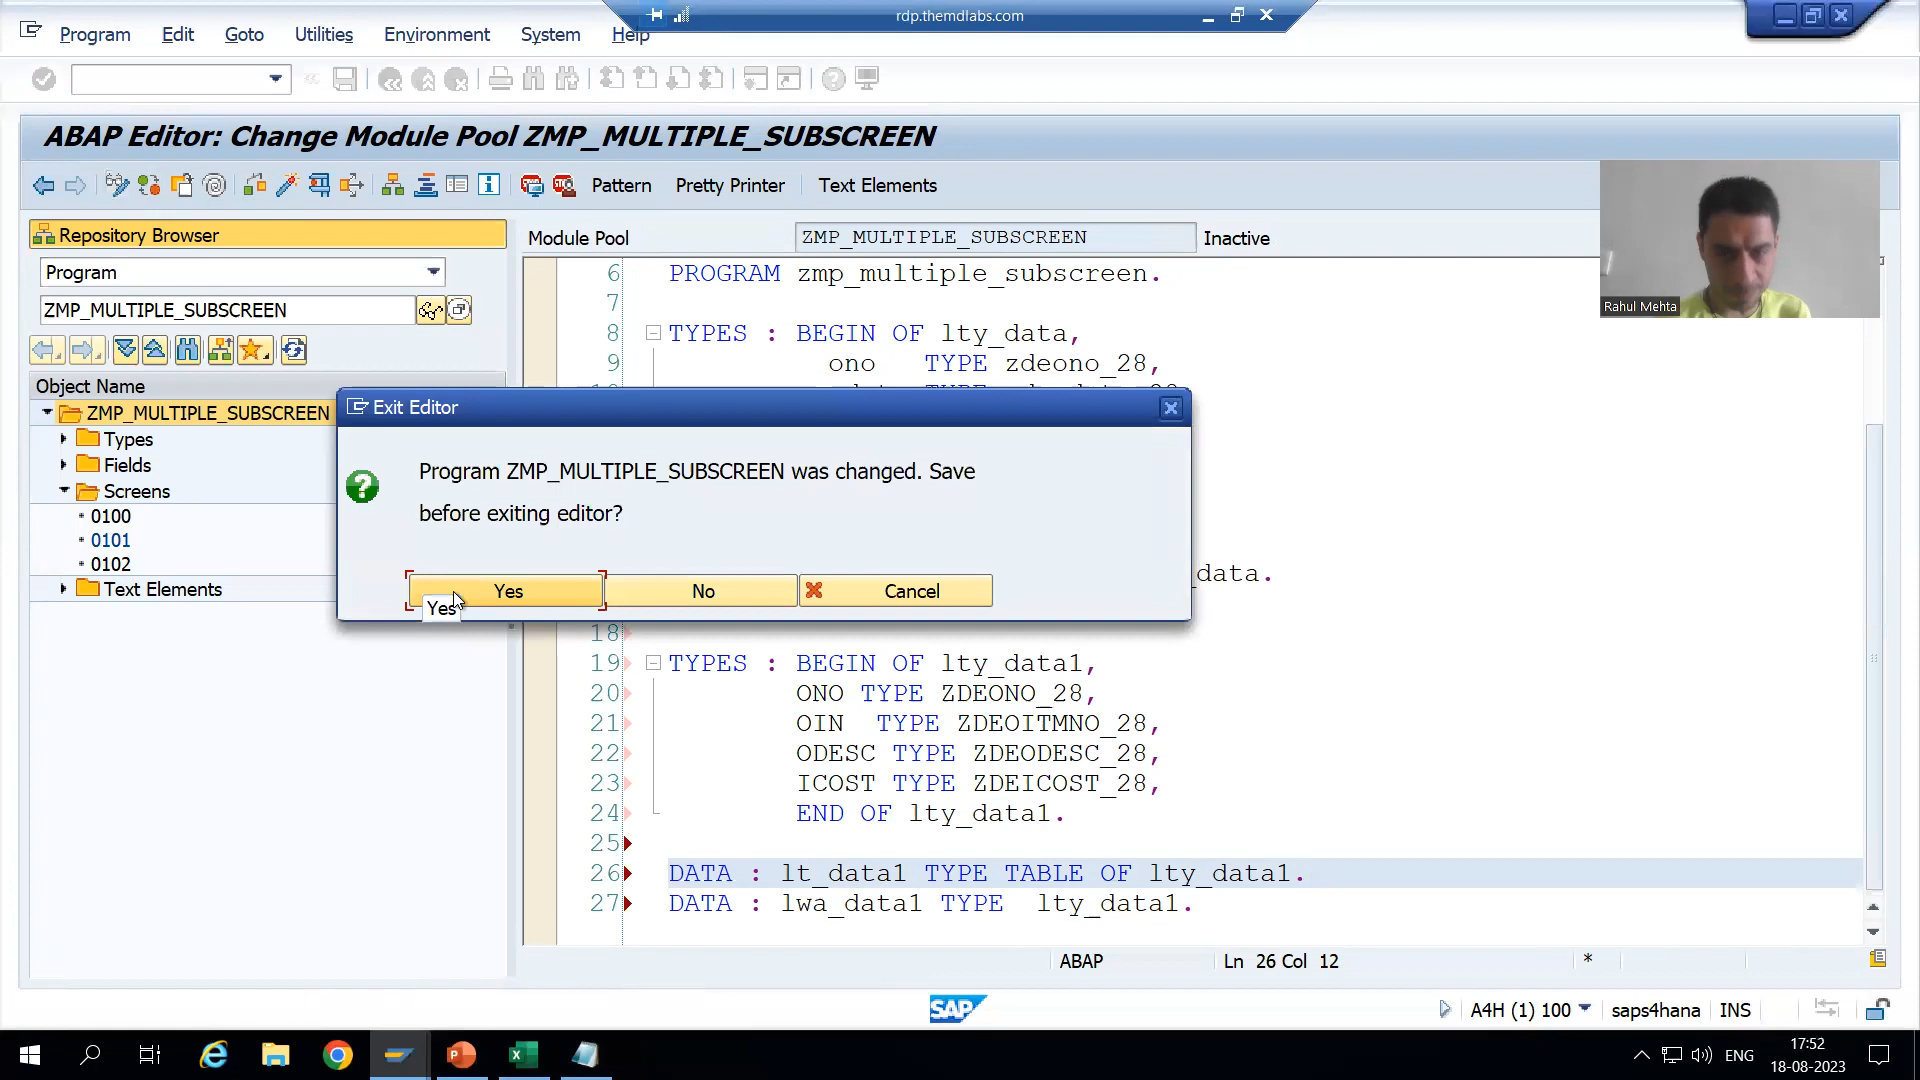 rdp.themdlabs.com
Program Edit Goto Utilities Environment System Help
ABAP Editor: Change Module Pool ZMP_MULTIPLE_SUBSCREEN
Pattern Pretty Printer Text Elements
Repository Browser
Program
ZMP_MULTIPLE_SUBSCREEN
Object Name
ZMP_MULTIPLE_SUBSCREEN
Types
Fields
Screens
0100
0101
0102
Text Elements
Module Pool ZMP_MULTIPLE_SUBSCREEN Inactive
6 PROGRAM zmp_multiple_subscreen.
7
8 TYPES : BEGIN OF lty_data,
9 ono TYPE zdeono_28,
Exit Editor
Program ZMP_MULTIPLE_SUBSCREEN was changed. Save
before exiting editor?
Yes No Cancel
Yes
data.
18
19 TYPES : BEGIN OF lty_data1,
20 ONO TYPE ZDEONO_28,
21 OIN TYPE ZDEOITMNO_28,
22 ODESC TYPE ZDEODESC_28,
23 ICOST TYPE ZDEICOST_28,
24 END OF lty_data1.
25
26 DATA : lt_data1 TYPE TABLE OF lty_data1.
27 DATA : lwa_data1 TYPE lty_data1.
ABAP Ln 26 Col 12 *
Rahul Mehta
SAP
A4H (1) 100 saps4hana INS
ENG
17:52
18-08-2023